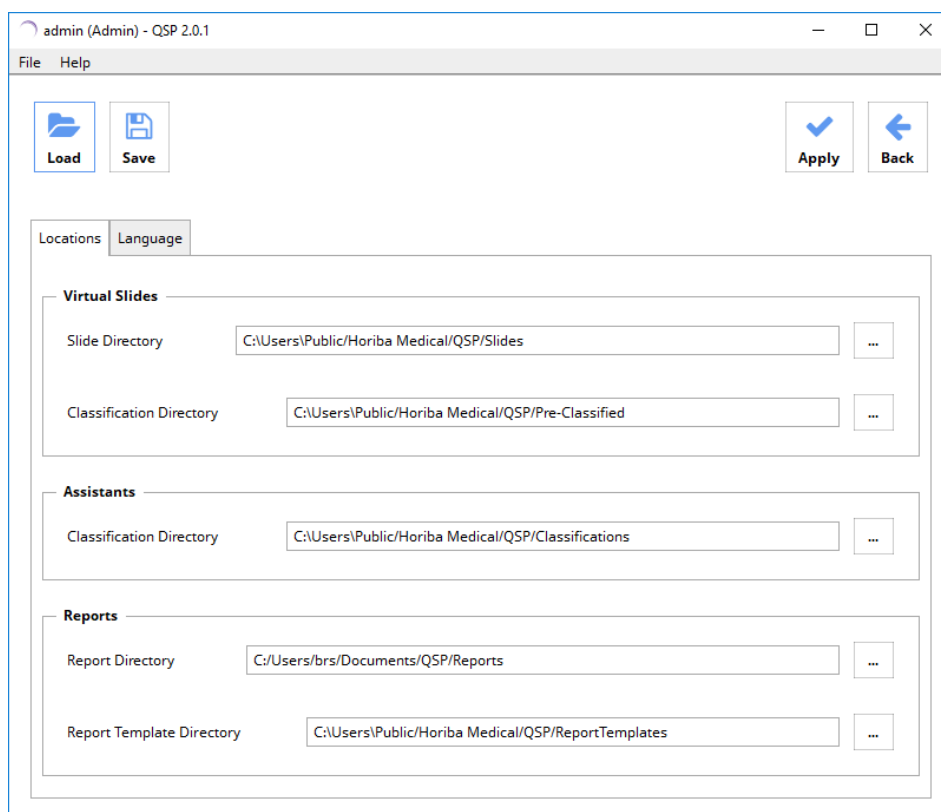 admin (Admin) - QSP 2.0.1
File Help
Load Save Apply Back
Locations Language
Virtual Slides
Slide Directory C:\Users\Public/Horiba Medical/QSP/Slides ...
Classification Directory C:\Users\Public/Horiba Medical/QSP/Pre-Classified ...
Assistants
Classification Directory C:\Users\Public/Horiba Medical/QSP/Classifications ...
Reports
Report Directory C:/Users/brs/Documents/QSP/Reports ...
Report Template Directory C:\Users\Public/Horiba Medical/QSP/ReportTemplates ...